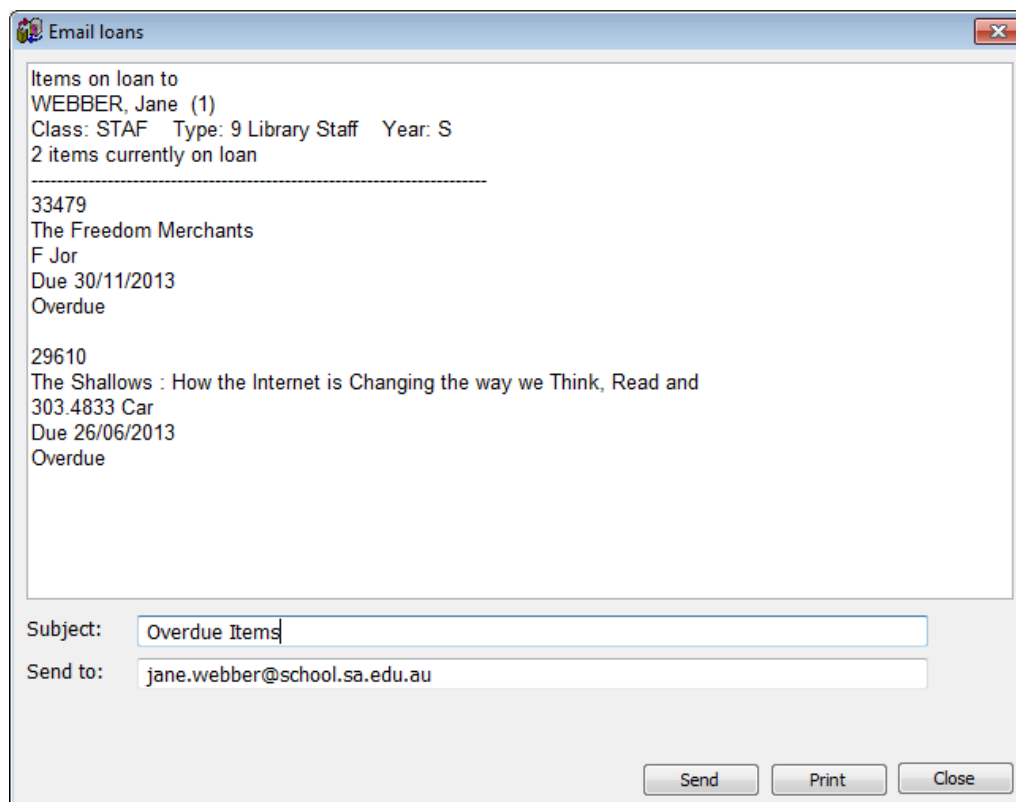 Email loans
Items on loan to
WEBBER, Jane  (1)
Class: STAF    Type: 9 Library Staff    Year: S
2 items currently on loan
------------------------------------------------------------------------
33479
The Freedom Merchants
F Jor
Due 30/11/2013
Overdue
29610
The Shallows : How the Internet is Changing the way we Think, Read and
303.4833 Car
Due 26/06/2013
Overdue
Subject: Overdue Items
Send to: jane.webber@school.sa.edu.au
Send Print Close